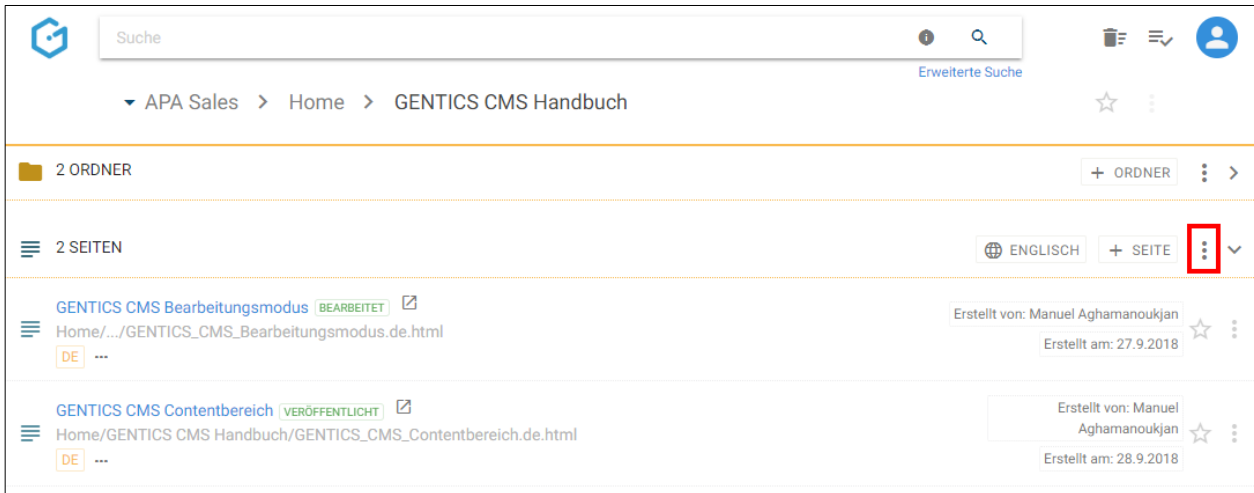 Suche
Erweiterte Suche
APA Sales > Home > GENTICS CMS Handbuch
2 ORDNER
+ ORDNER
2 SEITEN
ENGLISCH
+ SEITE
GENTICS CMS Bearbeitungsmodus BEARBEITET
Home/.../GENTICS_CMS_Bearbeitungsmodus.de.html
DE
Erstellt von: Manuel Aghamanoukjan
Erstellt am: 27.9.2018
GENTICS CMS Contentbereich VERÖFFENTLICHT
Home/GENTICS CMS Handbuch/GENTICS_CMS_Contentbereich.de.html
DE
Erstellt von: Manuel
Aghamanoukjan
Erstellt am: 28.9.2018